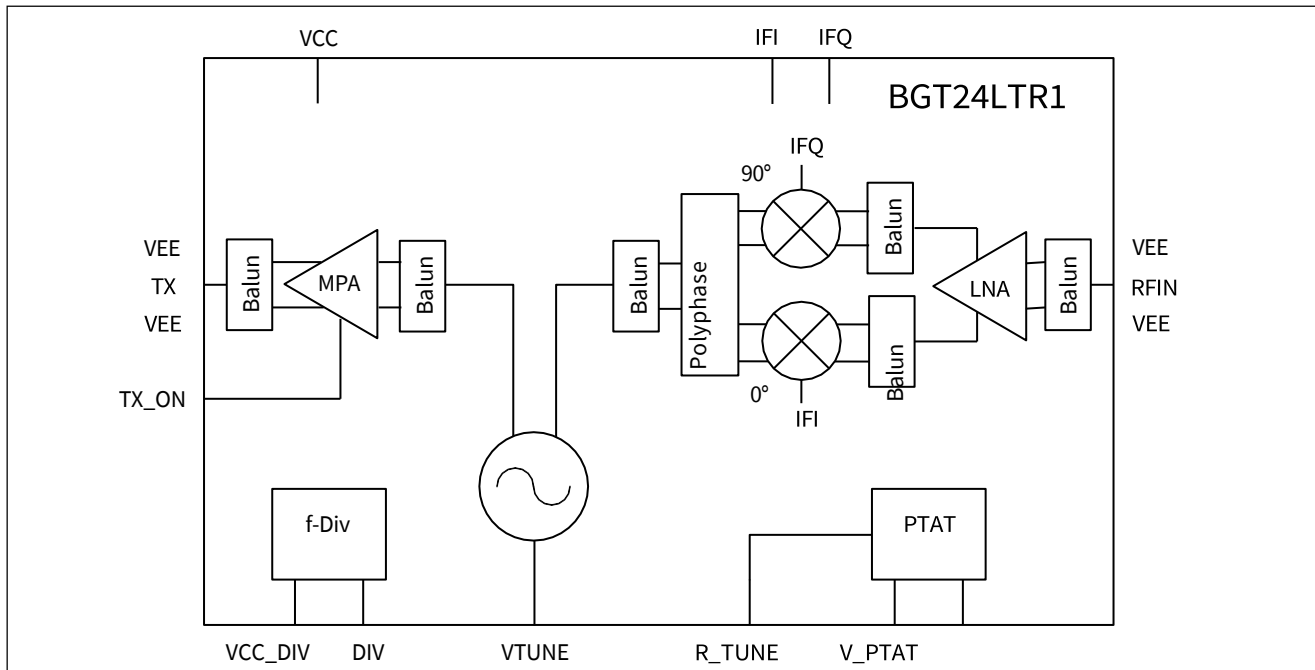 VCC
IFI
IFQ
BGT24LTR1
IFQ
90°
Balun
Polyphase
Balun
VEE
TX
VEE
Balun
MPA
Balun
LNA
Balun
VEE
RFIN
VEE
Balun
0°
IFI
TX_ON
f-Div
PTAT
VCC_DIV
DIV
VTUNE
R_TUNE
V_PTAT